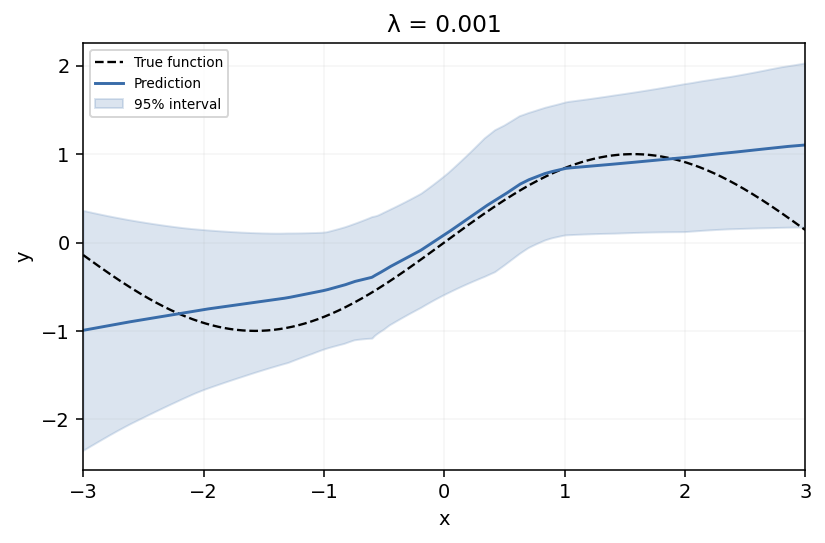 λ = 0.001
True function
Prediction
95% interval
y
2
1
0
−1
−2
−3 −2 −1 0 1 2 3
x